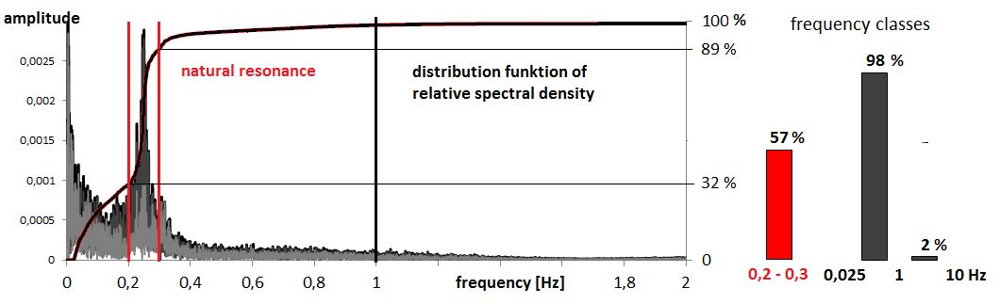 amplitude
0,0025
0,002
0,0015
0,001
0,0005
0
natural resonance
distribution funktion of
relative spectral density
100 %
89 %
32 %
0
0 0,2 0,4 0,6 0,8 1 frequency [Hz] 1,8 2
frequency classes
57 %
98 %
2 %
0,2 - 0,3 0,025 1 10 Hz